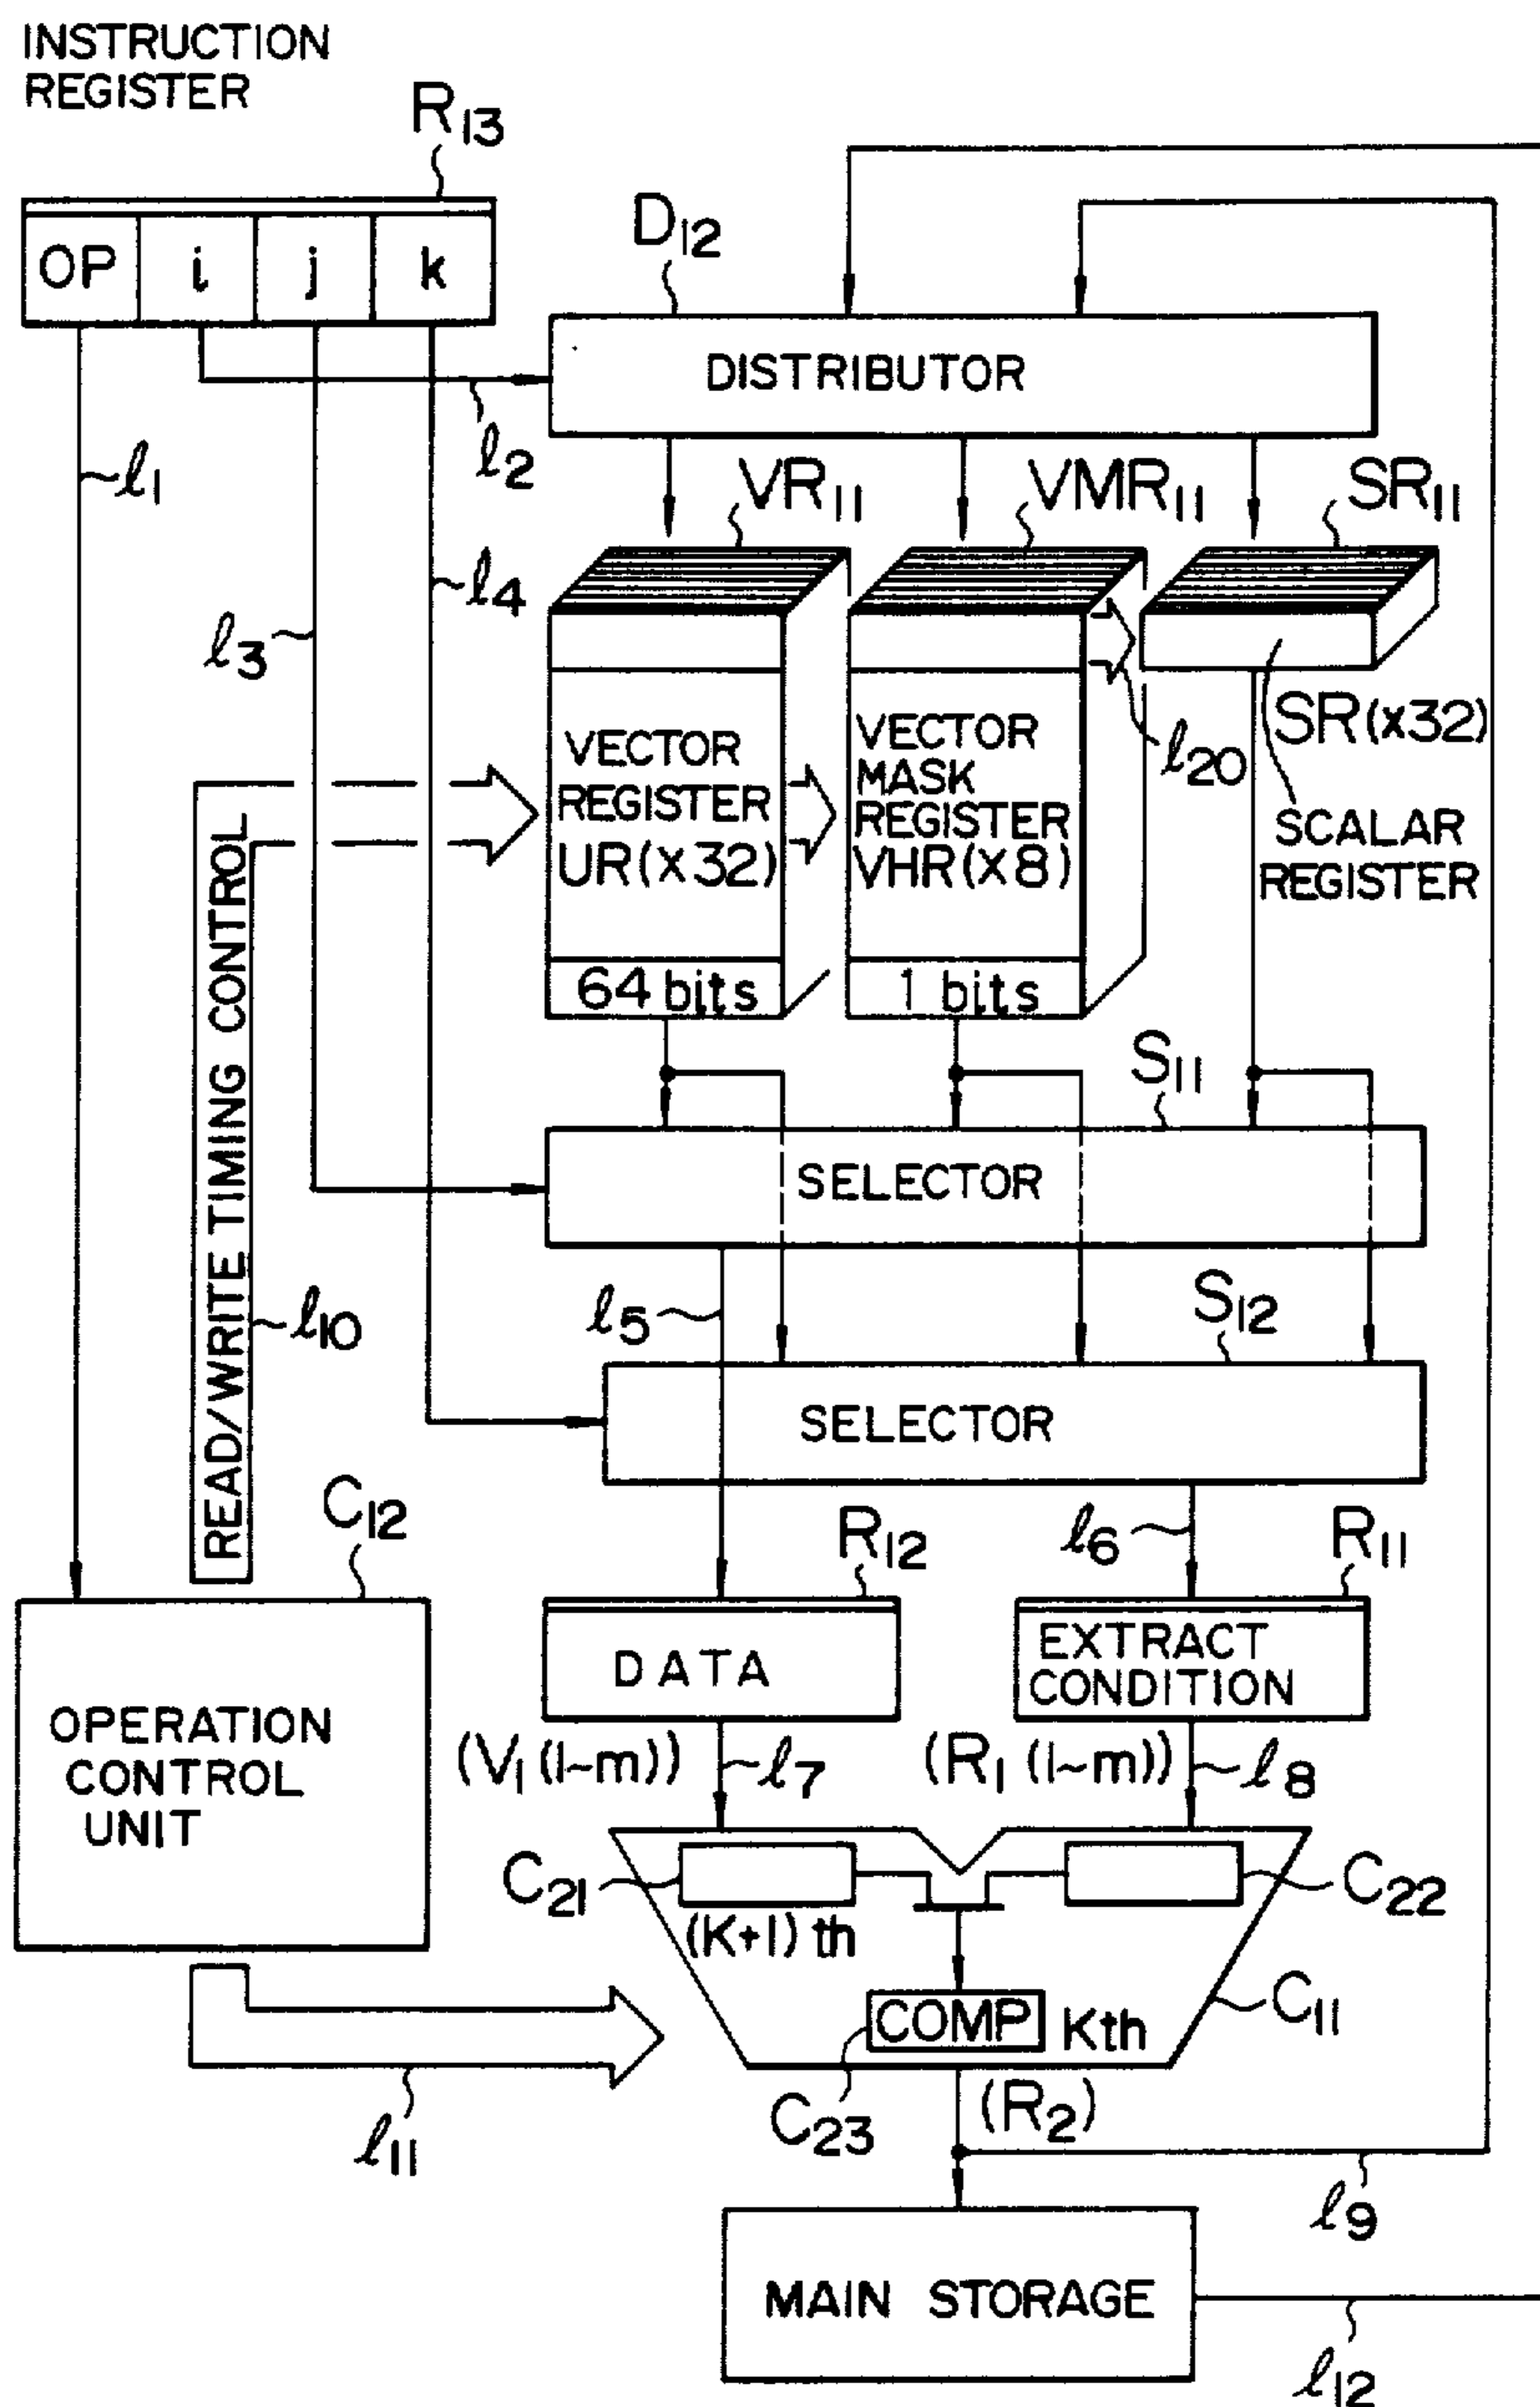 INSTRUCTION
REGISTER
R13
OP i j k
D12
DISTRIBUTOR
ℓ1
ℓ2
VR11
VMR11
SR11
ℓ3
ℓ4
VECTOR
REGISTER
UR(x32)
64 bits
VECTOR
MASK
REGISTER
VHR(x8)
1 bits
SR(x32)
ℓ20
SCALAR
REGISTER
READ/WRITE TIMING CONTROL
ℓ10
S11
SELECTOR
ℓ5
S12
SELECTOR
C12
R12
ℓ6
R11
OPERATION
CONTROL
UNIT
DATA
EXTRACT
CONDITION
(V1 (1~m))
ℓ7
(R1 (1~m))
ℓ8
C21
C22
(K+1)th
COMP
Kth
C11
C23
(R2)
ℓ11
ℓ9
MAIN STORAGE
ℓ12